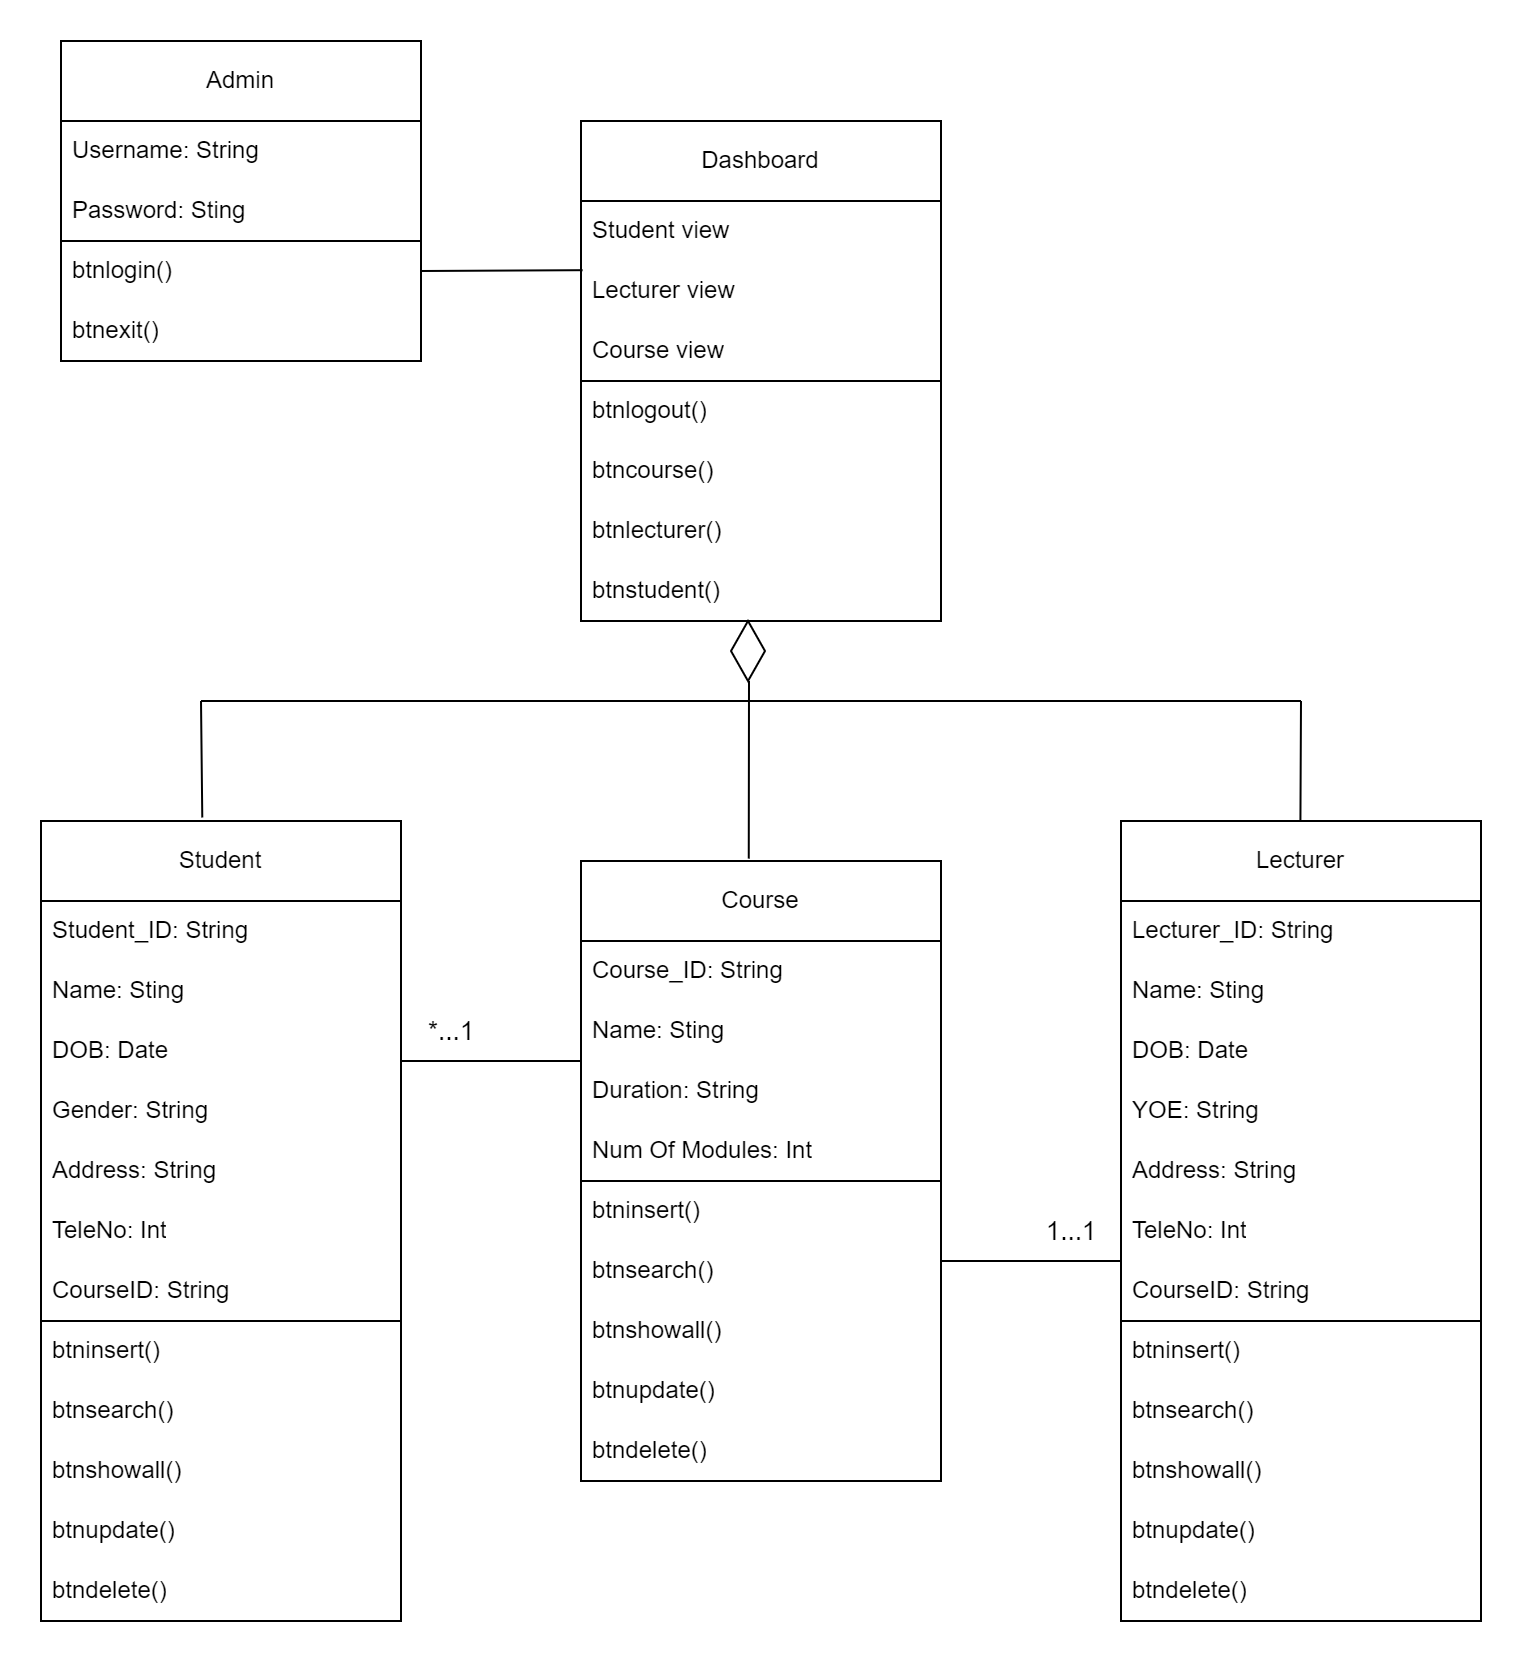 Admin
Username: String
Password: Sting
btnlogin()
btnexit()
Dashboard
Student view
Lecturer view
Course view
btnlogout()
btncourse()
btnlecturer()
btnstudent()
Student
Student_ID: String
Name: Sting
DOB: Date
Gender: String
Address: String
TeleNo: Int
CourseID: String
btninsert()
btnsearch()
btnshowall()
btnupdate()
btndelete()
*...1
Course
Course_ID: String
Name: Sting
Duration: String
Num Of Modules: Int
btninsert()
btnsearch()
btnshowall()
btnupdate()
btndelete()
1...1
Lecturer
Lecturer_ID: String
Name: Sting
DOB: Date
YOE: String
Address: String
TeleNo: Int
CourseID: String
btninsert()
btnsearch()
btnshowall()
btnupdate()
btndelete()